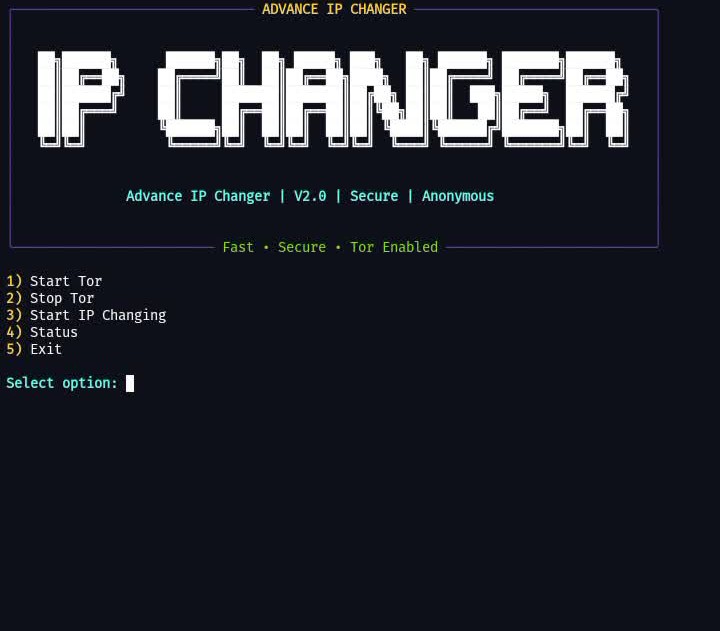 ADVANCE IP CHANGER
IP CHANGER
Advance IP Changer | V2.0 | Secure | Anonymous
Fast • Secure • Tor Enabled
1) Start Tor
2) Stop Tor
3) Start IP Changing
4) Status
5) Exit
Select option: